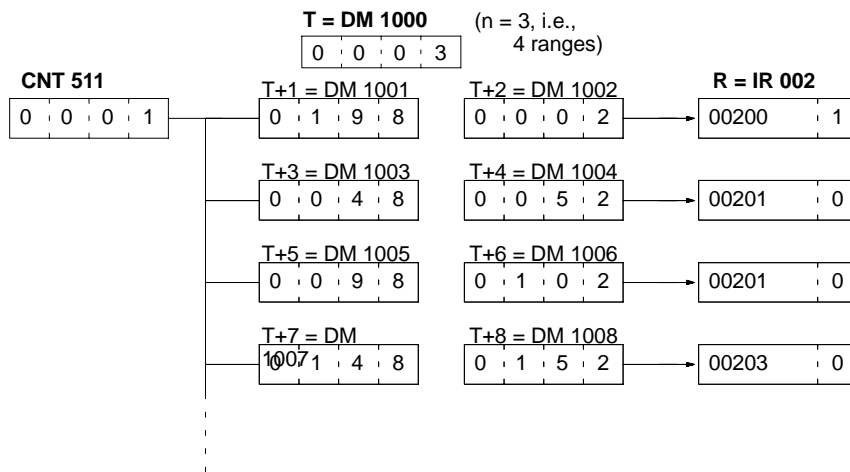 T = DM 1000 (n = 3, i.e.,
4 ranges)
0 0 0 3
CNT 511 R = IR 002
T+1 = DM 1001 T+2 = DM 1002
0 0 0 1 0 1 9 8 0 0 0 2 00200 1
T+3 = DM 1003 T+4 = DM 1004
0 0 4 8 0 0 5 2 00201 0
T+5 = DM 1005 T+6 = DM 1006
0 0 9 8 0 1 0 2 00201 0
T+7 = DM T+8 = DM 1008
1007
0 1 4 8 0 1 5 2 00203 0